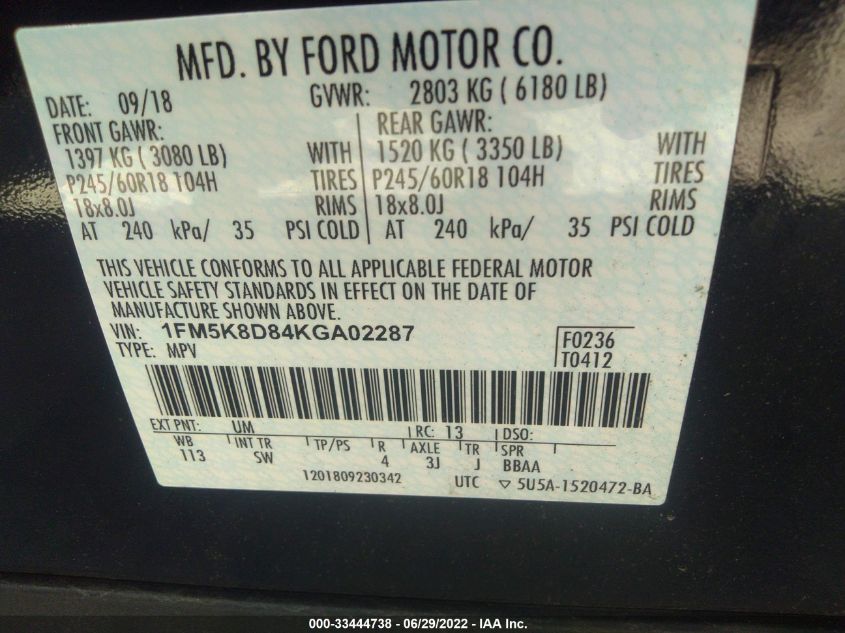 MFD. BY FORD MOTOR CO.
DATE: 09/18 GVWR: 2803 KG ( 6180 LB)
FRONT GAWR: REAR GAWR:
1397 KG ( 3080 LB) WITH 1520 KG ( 3350 LB) WITH
P245/60R18 104H TIRES P245/60R18 104H TIRES
18x8.0J RIMS 18x8.0J RIMS
AT 240 kPa/ 35 PSI COLD AT 240 kPa/ 35 PSI COLD
THIS VEHICLE CONFORMS TO ALL APPLICABLE FEDERAL MOTOR
VEHICLE SAFETY STANDARDS IN EFFECT ON THE DATE OF
MANUFACTURE SHOWN ABOVE.
VIN: 1FM5K8D84KGA02287 F0236
TYPE: MPV T0412
EXT PNT: UM RC: 13 DSO:
WB INT TR TP/PS R AXLE TR SPR
113 SW 4 3J J BBAA
1201809230342 UTC ▽ 5U5A-1520472-BA
000-33444738 - 06/29/2022 - IAA Inc.